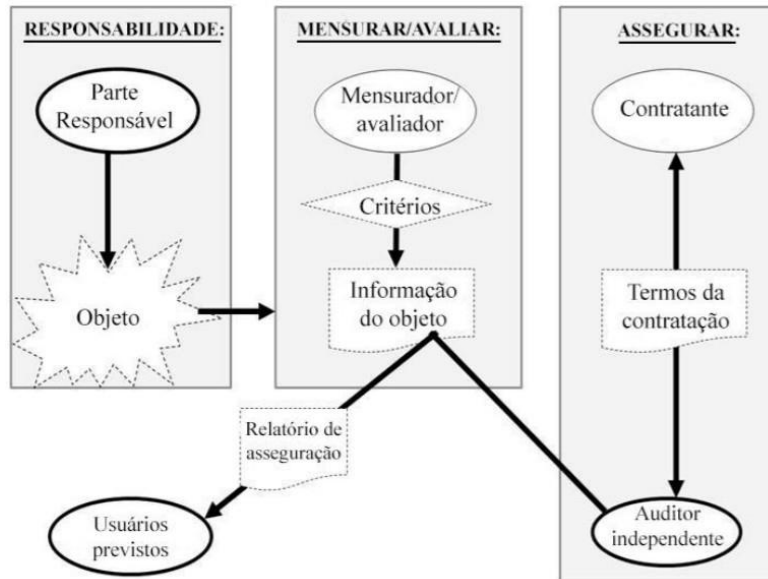 RESPONSABILIDADE:
Parte
Responsável
Objeto
MENSURAR/AVALIAR:
Mensurador/
avaliador
Critérios
Informação
do objeto
ASSEGURAR:
Contratante
Termos da
contratação
Relatório de
asseguração
Usuários
previstos
Auditor
independente